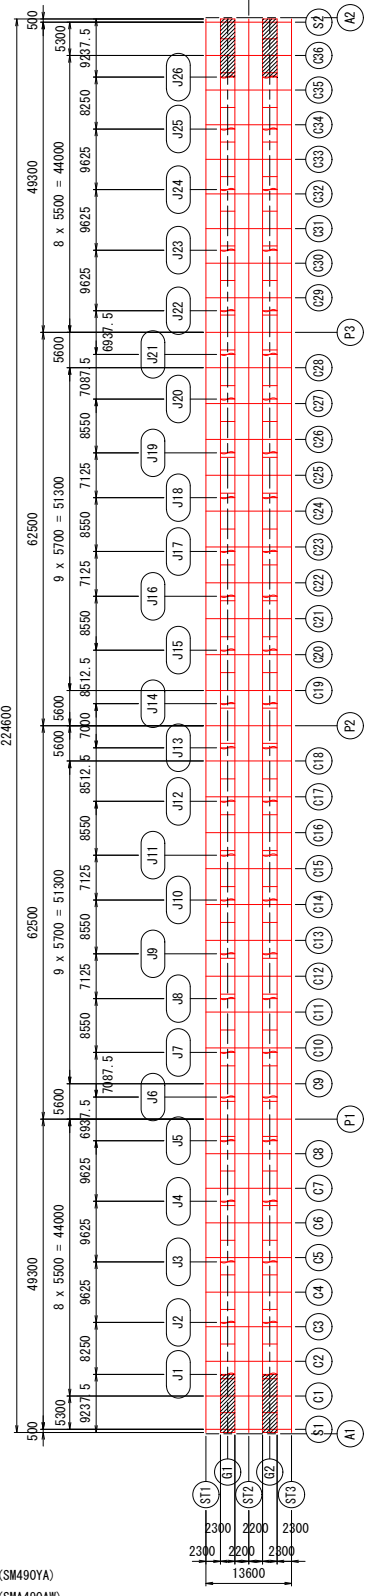 224600
500 49300 62500 62500 49300 500
5300 8 x 5500 = 44000 5600 9 x 5700 = 51300 5600 5600 9 x 5700 = 51300 5600 8 x 5500 = 44000 5300
9237.5 8250 9625 9625 9625 6937.5 7087.5 8550 7125 8550 7125 8550 8512.5 7000 8512.5 8550 7125 8550 7125 8550 7087.5 6937.5 9625 9625 9625 8250 9237.5
J1 J2 J3 J4 J5 J6 J7 J8 J9 J10 J11 J12 J13 J14 J15 J16 J17 J18 J19 J20 J21 J22 J23 J24 J25 J26
S1 C1 C2 C3 C4 C5 C6 C7 C8 C9 C10 C11 C12 C13 C14 C15 C16 C17 C18 C19 C20 C21 C22 C23 C24 C25 C26 C27 C28 C29 C30 C31 C32 C33 C34 C35 C36 S2
A1 P1 P2 P3 A2
G1 G2
ST1 ST2 ST3
2300 2200 2300
2300 2200 2300
13600
(SM490YA)
(SMA400AW)